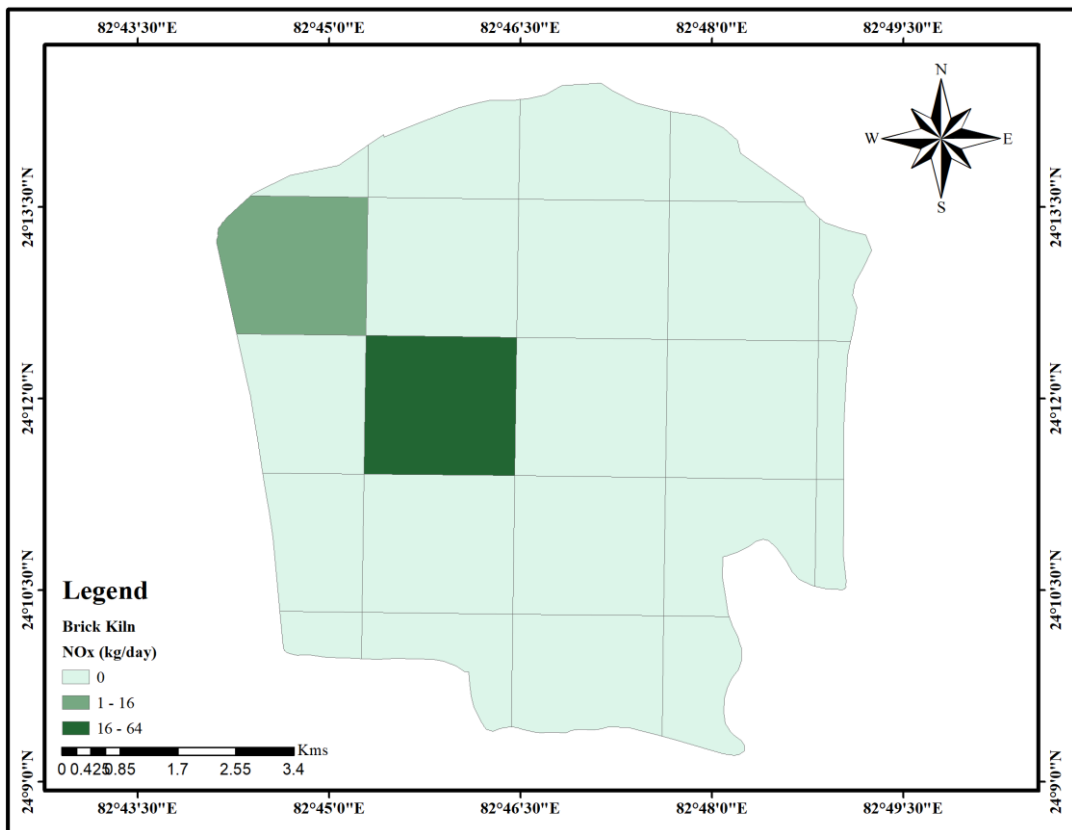 82°43'30"E 82°45'0"E 82°46'30"E 82°48'0"E 82°49'30"E
N
W E
S
24°13'30"N 24°13'30"N
24°12'0"N 24°12'0"N
24°10'30"N 24°10'30"N
24°9'0"N 24°9'0"N
Legend
Brick Kiln
NOx (kg/day)
0
1 - 16
16 - 64
Kms
0 0.425 0.85 1.7 2.55 3.4
82°43'30"E 82°45'0"E 82°46'30"E 82°48'0"E 82°49'30"E